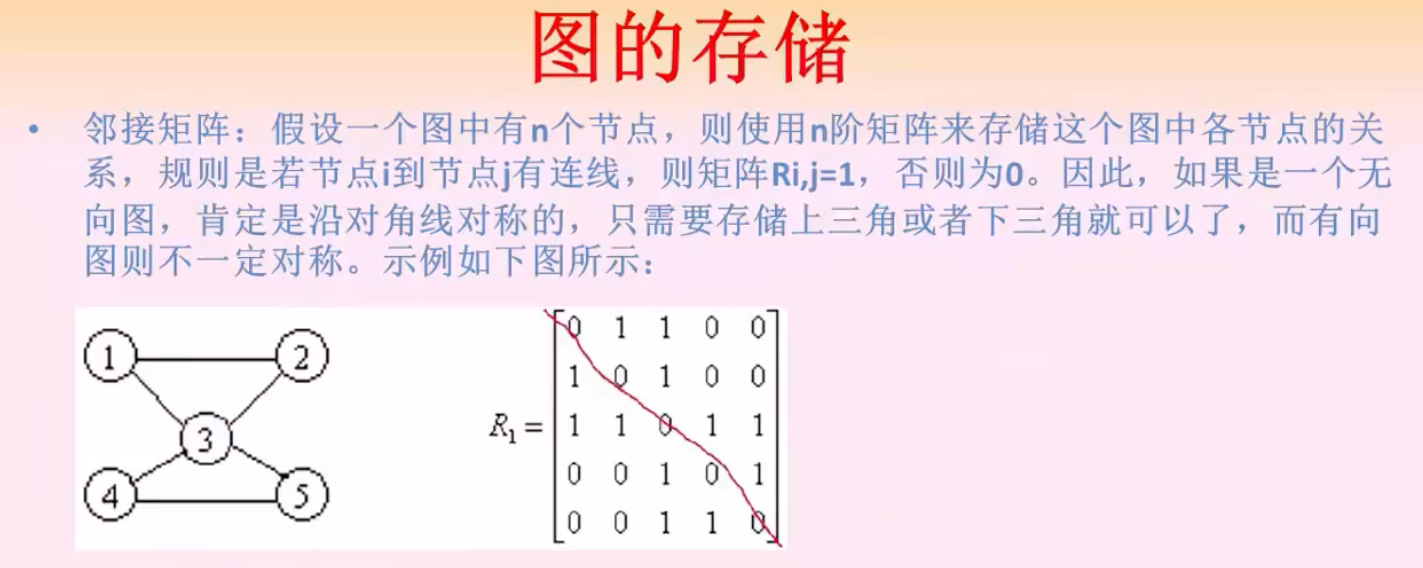 图的存储
• 邻接矩阵：假设一个图中有n个节点，则使用n阶矩阵来存储这个图中各节点的关
系，规则是若节点i到节点j有连线，则矩阵Ri,j=1，否则为0。因此，如果是一个无
向图，肯定是沿对角线对称的，只需要存储上三角或者下三角就可以了，而有向
图则不一定对称。示例如下图所示：
1 2
3
4 5
0 1 1 0 0
1 0 1 0 0
R₁ = 1 1 0 1 1
0 0 1 0 1
0 0 1 1 0